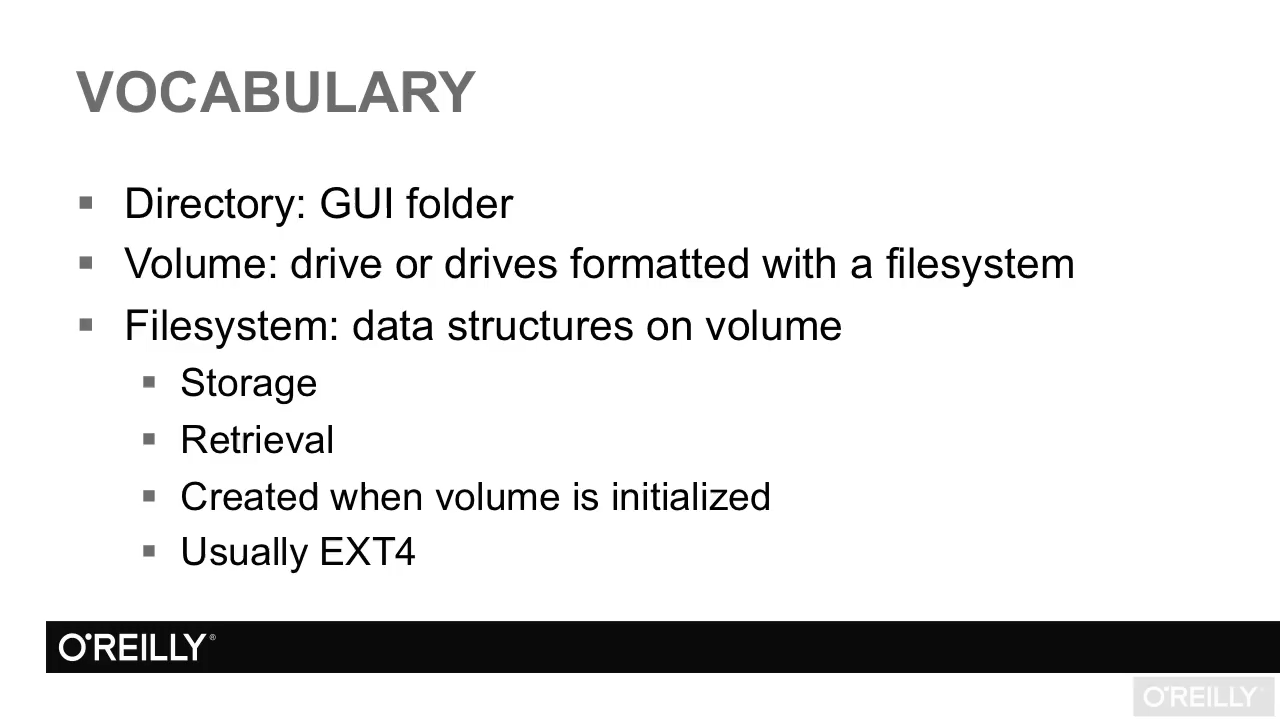 VOCABULARY
▪ Directory: GUI folder
▪ Volume: drive or drives formatted with a filesystem
▪ Filesystem: data structures on volume
▪ Storage
▪ Retrieval
▪ Created when volume is initialized
▪ Usually EXT4
O'REILLY®
O'REILLY